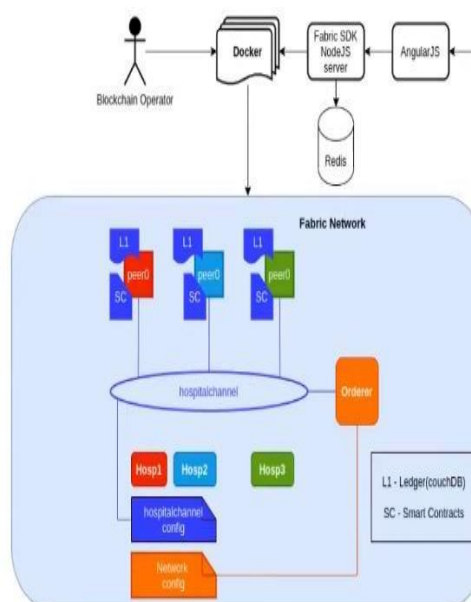 Blockchain Operator
Docker
Fabric SDK
NodeJS
server
AngularJS
Redis
Fabric Network
L1
peer0
SC
L1
peer0
SC
L1
peer0
SC
hospitalchannel
Orderer
Hosp1
Hosp2
Hosp3
hospitalchannel
config
Network
config
L1 - Ledger(couchDB)
SC - Smart Contracts